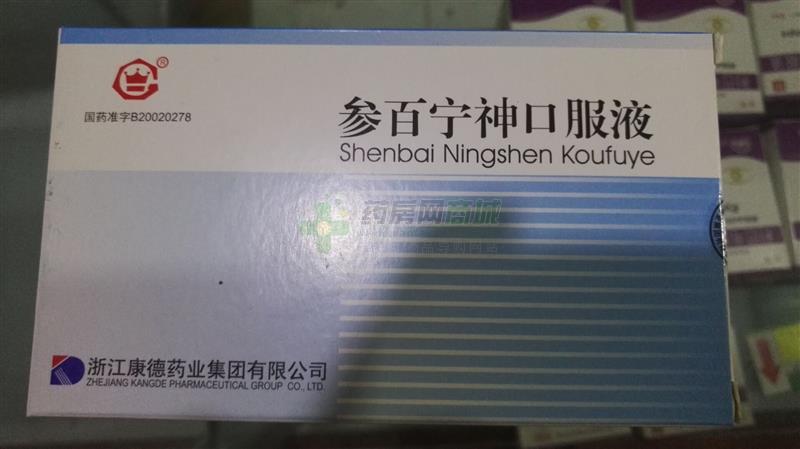 ®
国药准字B20020278
参百宁神口服液
Shenbai Ningshen Koufuye
药房网商城
浙江康德药业集团有限公司
ZHEJIANG KANGDE PHARMACEUTICAL GROUP CO., LTD.